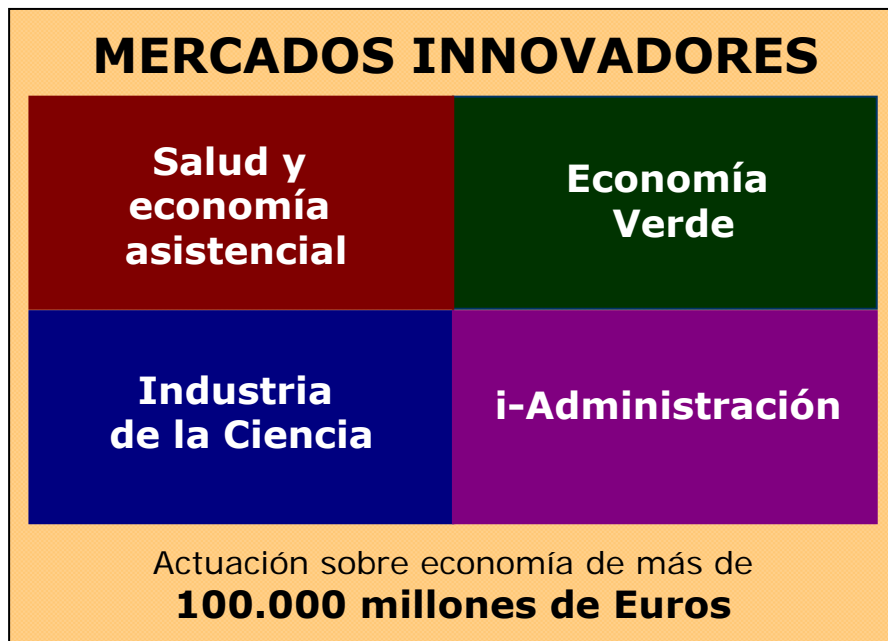 MERCADOS INNOVADORES
Salud y
economía
asistencial
Economía
Verde
Industria
de la Ciencia
i-Administración
Actuación sobre economía de más de
100.000 millones de Euros